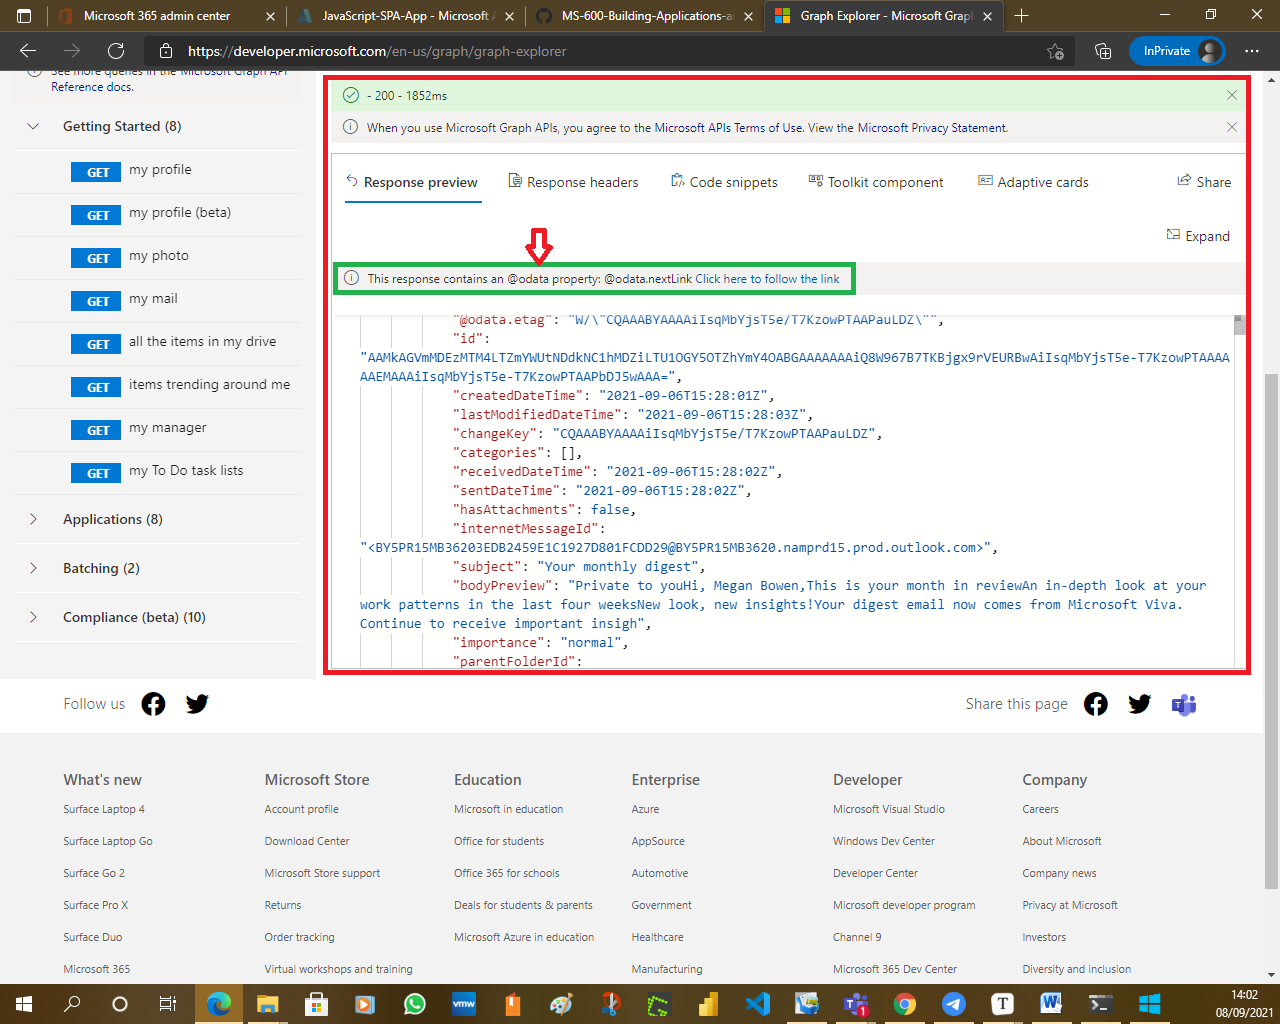 Microsoft 365 admin center
JavaScript-SPA-App - Microsoft A
MS-600-Building-Applications-a
Graph Explorer - Microsoft Grap
https://developer.microsoft.com/en-us/graph/graph-explorer
InPrivate
See more queries in the Microsoft Graph API
Reference docs.
Getting Started (8)
GET my profile
GET my profile (beta)
GET my photo
GET my mail
GET all the items in my drive
GET items trending around me
GET my manager
GET my To Do task lists
Applications (8)
Batching (2)
Compliance (beta) (10)
- 200 - 1852ms
When you use Microsoft Graph APIs, you agree to the Microsoft APIs Terms of Use. View the Microsoft Privacy Statement.
Response preview
Response headers
Code snippets
Toolkit component
Adaptive cards
Share
Expand
This response contains an @odata property: @odata.nextLink Click here to follow the link
"@odata.etag": "W/\"CQAAABYAAAAiIsqMbYjsT5e/T7KzowPTAAPauLDZ\"",
"id":
"AAMkAGVmMDEzMTM4LTZmYWUtNDdkNC1hMDZiLTU1OGY5OTZhYmY4OABGAAAAAAAiQ8W967B7TKBjgx9rVEURBwAiIsqMbYjsT5e-T7KzowPTAAAA
AAEMAAAiIsqMbYjsT5e-T7KzowPTAAPbDJ5wAAA=",
"createdDateTime": "2021-09-06T15:28:01Z",
"lastModifiedDateTime": "2021-09-06T15:28:03Z",
"changeKey": "CQAAABYAAAAiIsqMbYjsT5e/T7KzowPTAAPauLDZ",
"categories": [],
"receivedDateTime": "2021-09-06T15:28:02Z",
"sentDateTime": "2021-09-06T15:28:02Z",
"hasAttachments": false,
"internetMessageId":
"<BY5PR15MB36203EDB2459E1C1927D801FCDD29@BY5PR15MB3620.namprd15.prod.outlook.com>",
"subject": "Your monthly digest",
"bodyPreview": "Private to youHi, Megan Bowen,This is your month in reviewAn in-depth look at your
work patterns in the last four weeksNew look, new insights!Your digest email now comes from Microsoft Viva.
Continue to receive important insigh",
"importance": "normal",
"parentFolderId":
Follow us
Share this page
What's new
Surface Laptop 4
Surface Laptop Go
Surface Go 2
Surface Pro X
Surface Duo
Microsoft 365
Microsoft Store
Account profile
Download Center
Microsoft Store support
Returns
Order tracking
Virtual workshops and training
Education
Microsoft in education
Office for students
Office 365 for schools
Deals for students & parents
Microsoft Azure in education
Enterprise
Azure
AppSource
Automotive
Government
Healthcare
Manufacturing
Developer
Microsoft Visual Studio
Windows Dev Center
Developer Center
Microsoft developer program
Channel 9
Microsoft 365 Dev Center
Company
Careers
About Microsoft
Company news
Privacy at Microsoft
Investors
Diversity and inclusion
vmw
14:02
08/09/2021